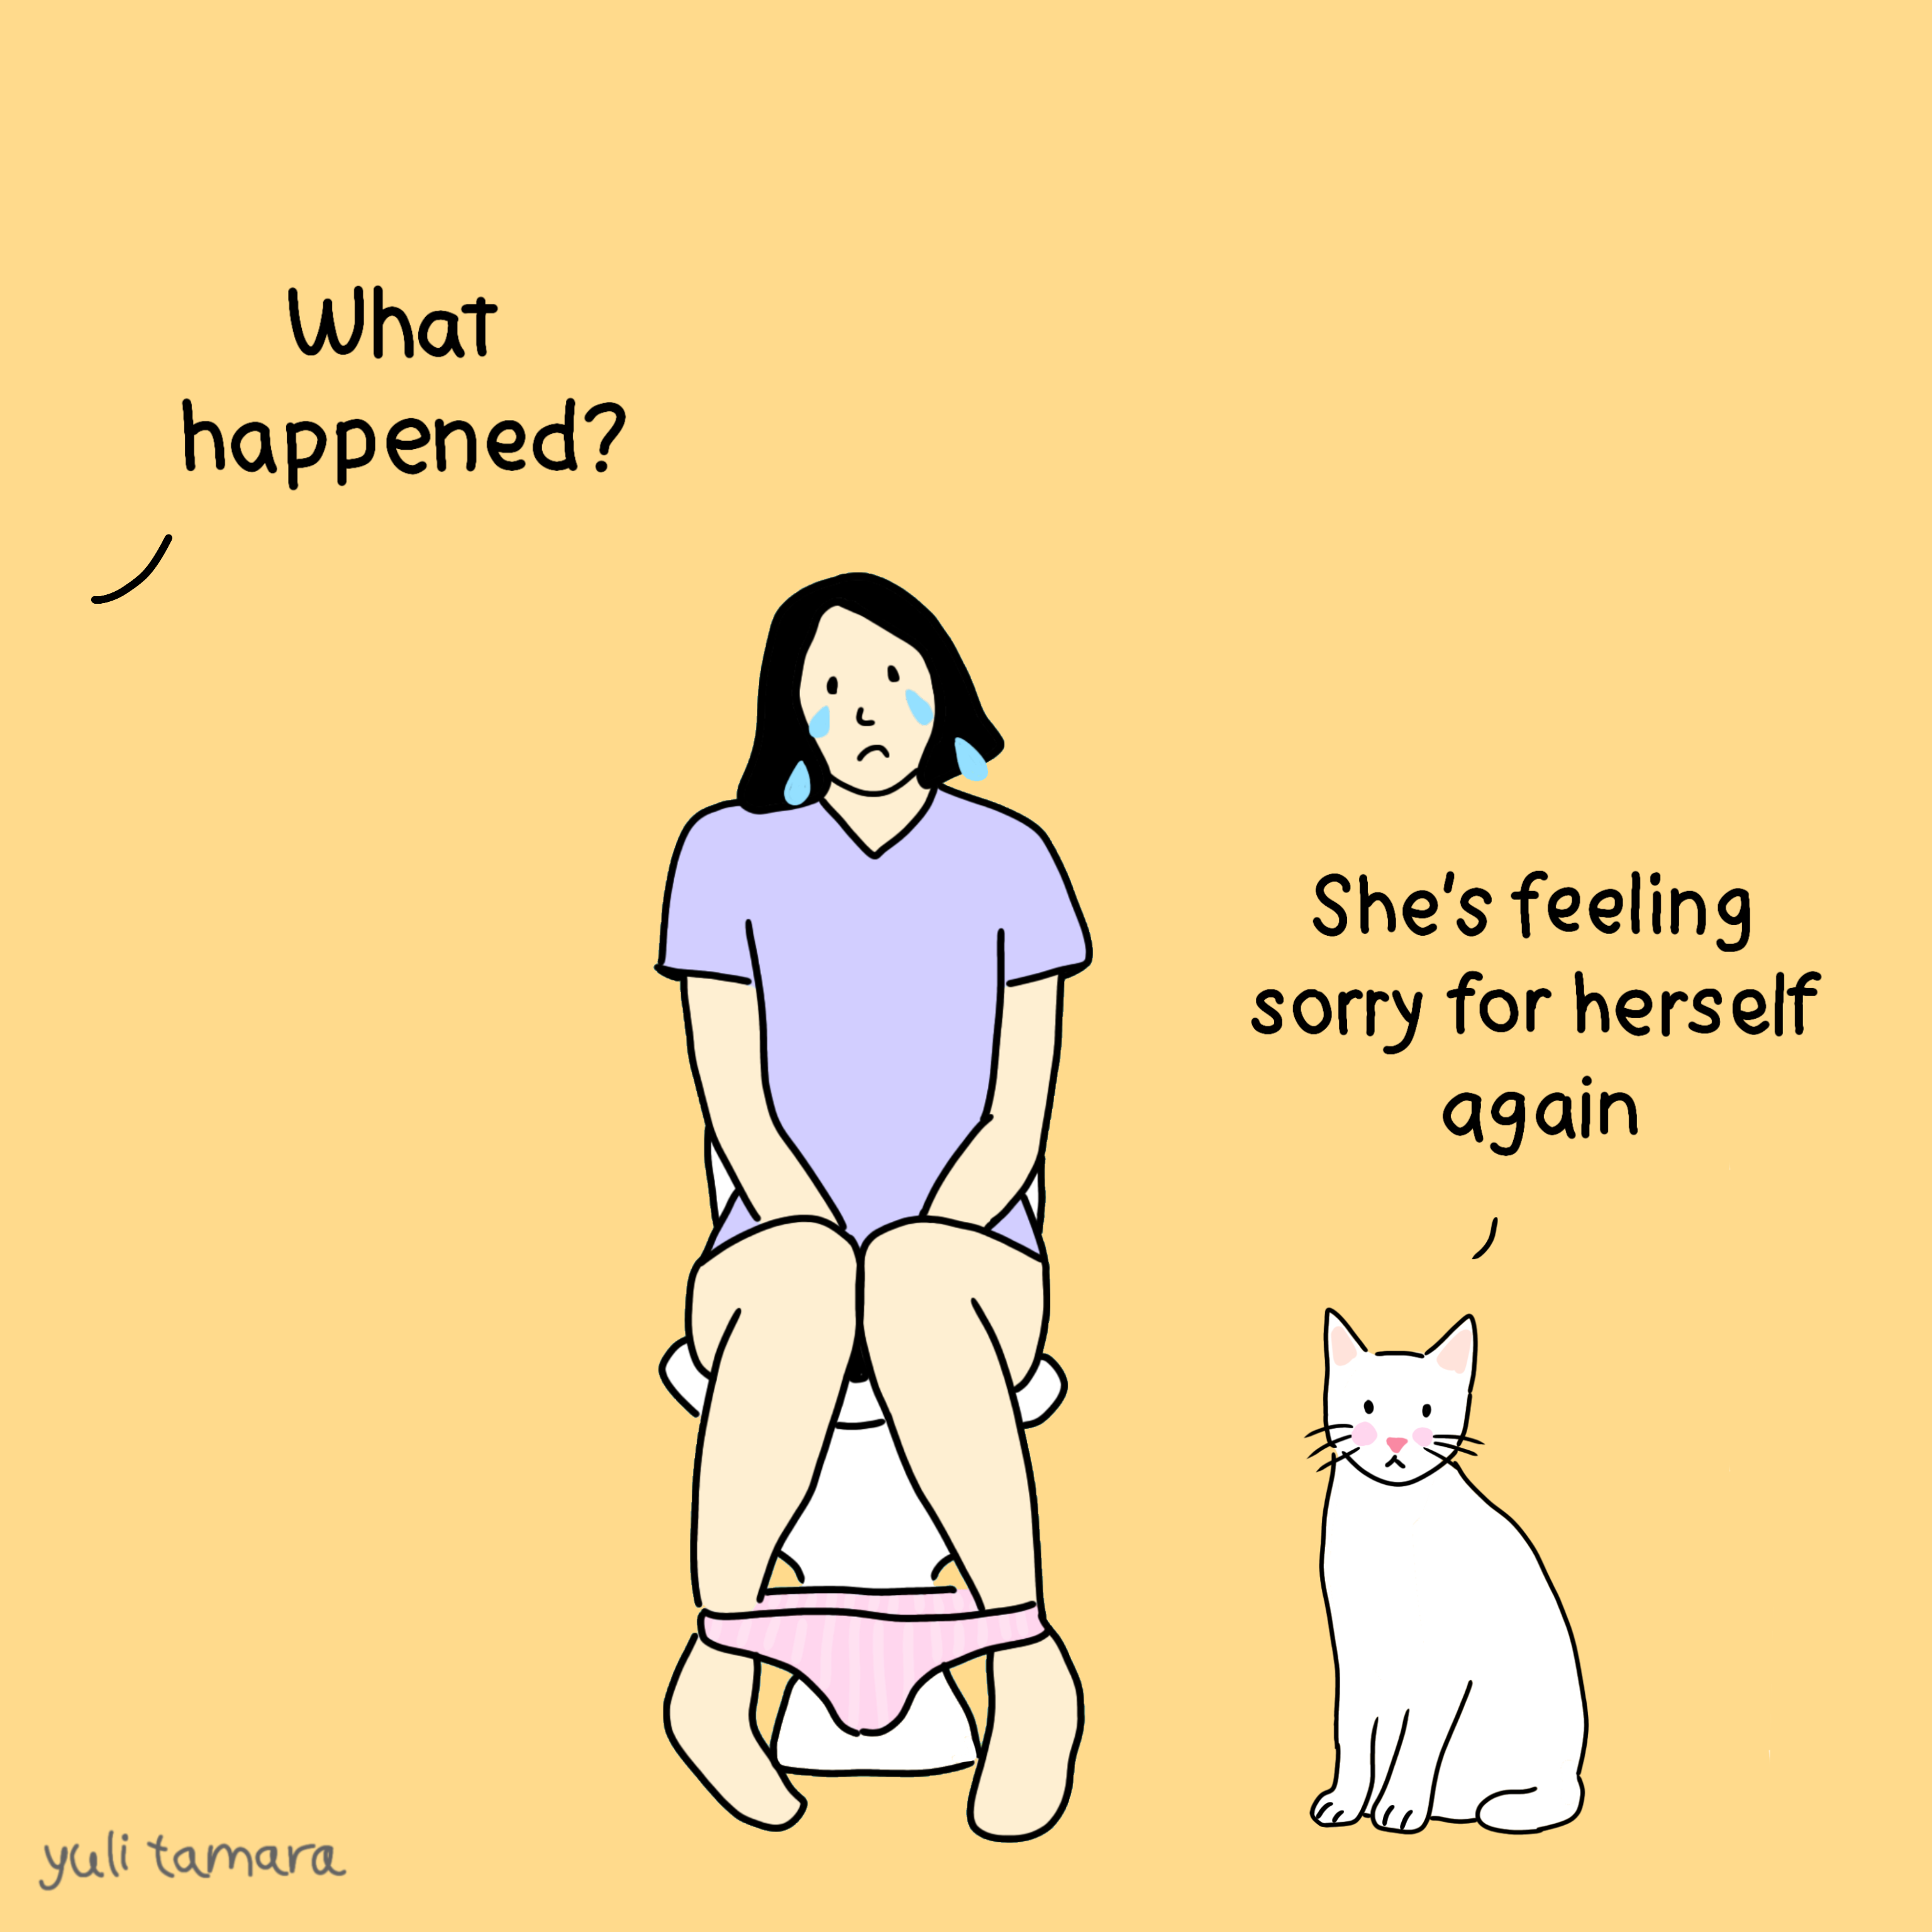 What
happened?
She's feeling
sorry for herself
again
yuli tamara